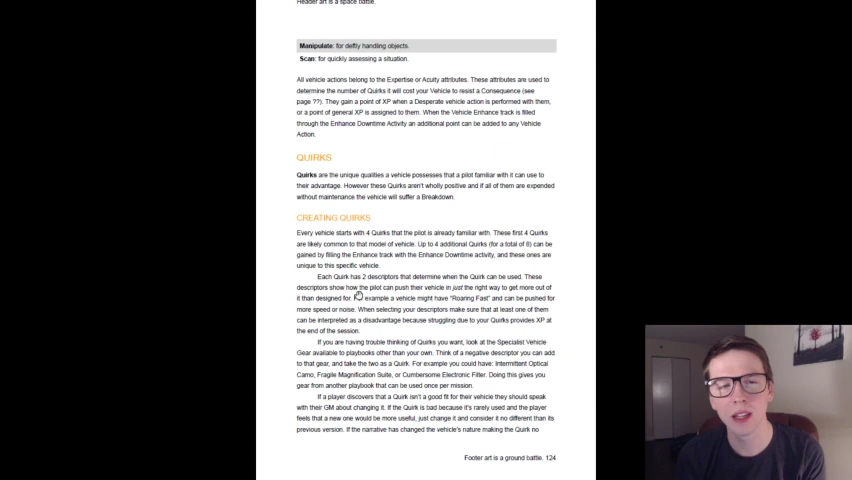 Header art is a space battle.
Manipulate: for deftly handling objects.
Scan: for quickly assessing a situation.
All vehicle actions belong to the Expertise or Acuity attributes. These attributes are used to
determine the number of Quirks it will cost your Vehicle to resist a Consequence (see
page ??). They gain a point of XP when a Desperate vehicle action is performed with them,
or a point of general XP is assigned to them. When the Vehicle Enhance track is filled
through the Enhance Downtime Activity an additional point can be added to any Vehicle
Action.
QUIRKS
Quirks are the unique qualities a vehicle possesses that a pilot familiar with it can use to
their advantage. However these Quirks aren't wholly positive and if all of them are expended
without maintenance the vehicle will suffer a Breakdown.
CREATING QUIRKS
Every vehicle starts with 4 Quirks that the pilot is already familiar with. These first 4 Quirks
are likely common to that model of vehicle. Up to 4 additional Quirks (for a total of 8) can be
gained by filling the Enhance track with the Enhance Downtime activity, and these ones are
unique to this specific vehicle.
Each Quirk has 2 descriptors that determine when the Quirk can be used. These
descriptors show how the pilot can push their vehicle in just the right way to get more out of
it than designed for. example a vehicle might have "Roaring Fast" and can be pushed for
more speed or noise. When selecting your descriptors make sure that at least one of them
can be interpreted as a disadvantage because struggling due to your Quirks provides XP at
the end of the session.
If you are having trouble thinking of Quirks you want, look at the Specialist Vehicle
Gear available to playbooks other than your own. Think of a negative descriptor you can add
to that gear, and take the two as a Quirk. For example you could have: Intermittent Optical
Camo, Fragile Magnification Suite, or Cumbersome Electronic Filter. Doing this gives you
gear from another playbook that can be used once per mission.
If a player discovers that a Quirk isn't a good fit for their vehicle they should speak
with their GM about changing it. If the Quirk is bad because it's rarely used and the player
feels that a new one would be more useful, just change it and consider it no different than its
previous version. If the narrative has changed the vehicle's nature making the Quirk no
Footer art is a ground battle. 124